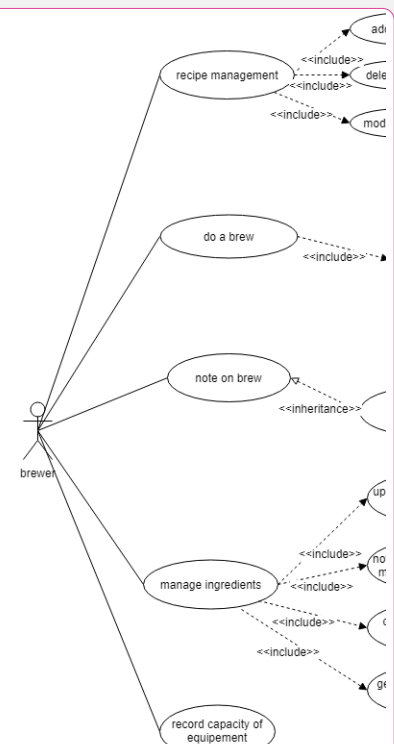 <<include>>
recipe management
<<include>>
<<include>>
do a brew
<<include>>
note on brew
<<inheritance>>
brewer
<<include>>
manage ingredients
<<include>>
<<include>>
<<include>>
record capacity of
equipement